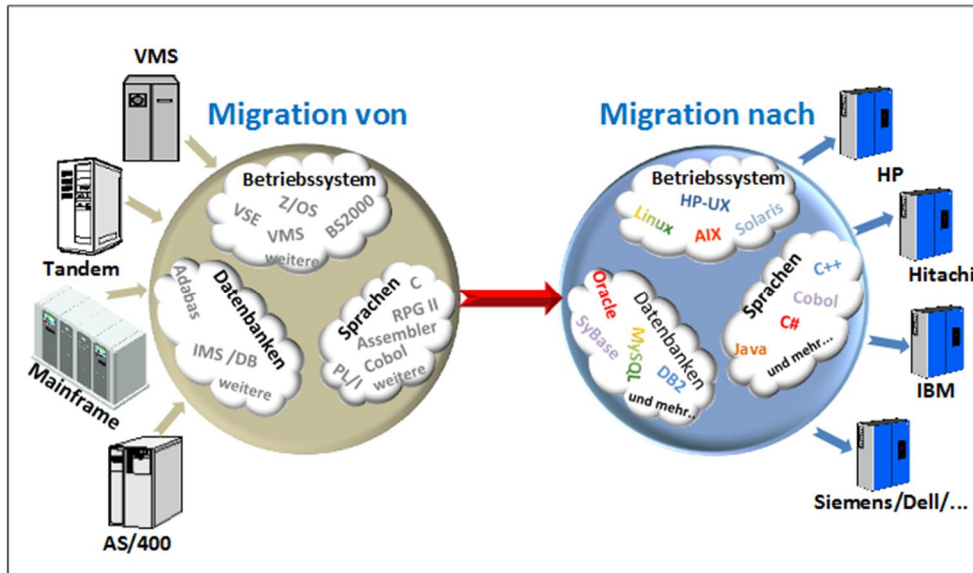 VMS
Tandem
Mainframe
AS/400
Migration von
Betriebssystem
Z/OS
VSE
BS2000
VMS
weitere
Datenbanken
Adabas
IMS /DB
weitere
Sprachen
C
RPG II
Assembler
Cobol
PL/I
weitere
Migration nach
Betriebssystem
HP-UX
Linux
AIX
Solaris
Datenbanken
Oracle
SyBase
MySQL
DB2
und mehr..
Sprachen
C++
Cobol
C#
Java
und mehr...
HP
Hitachi
IBM
Siemens/Dell/...